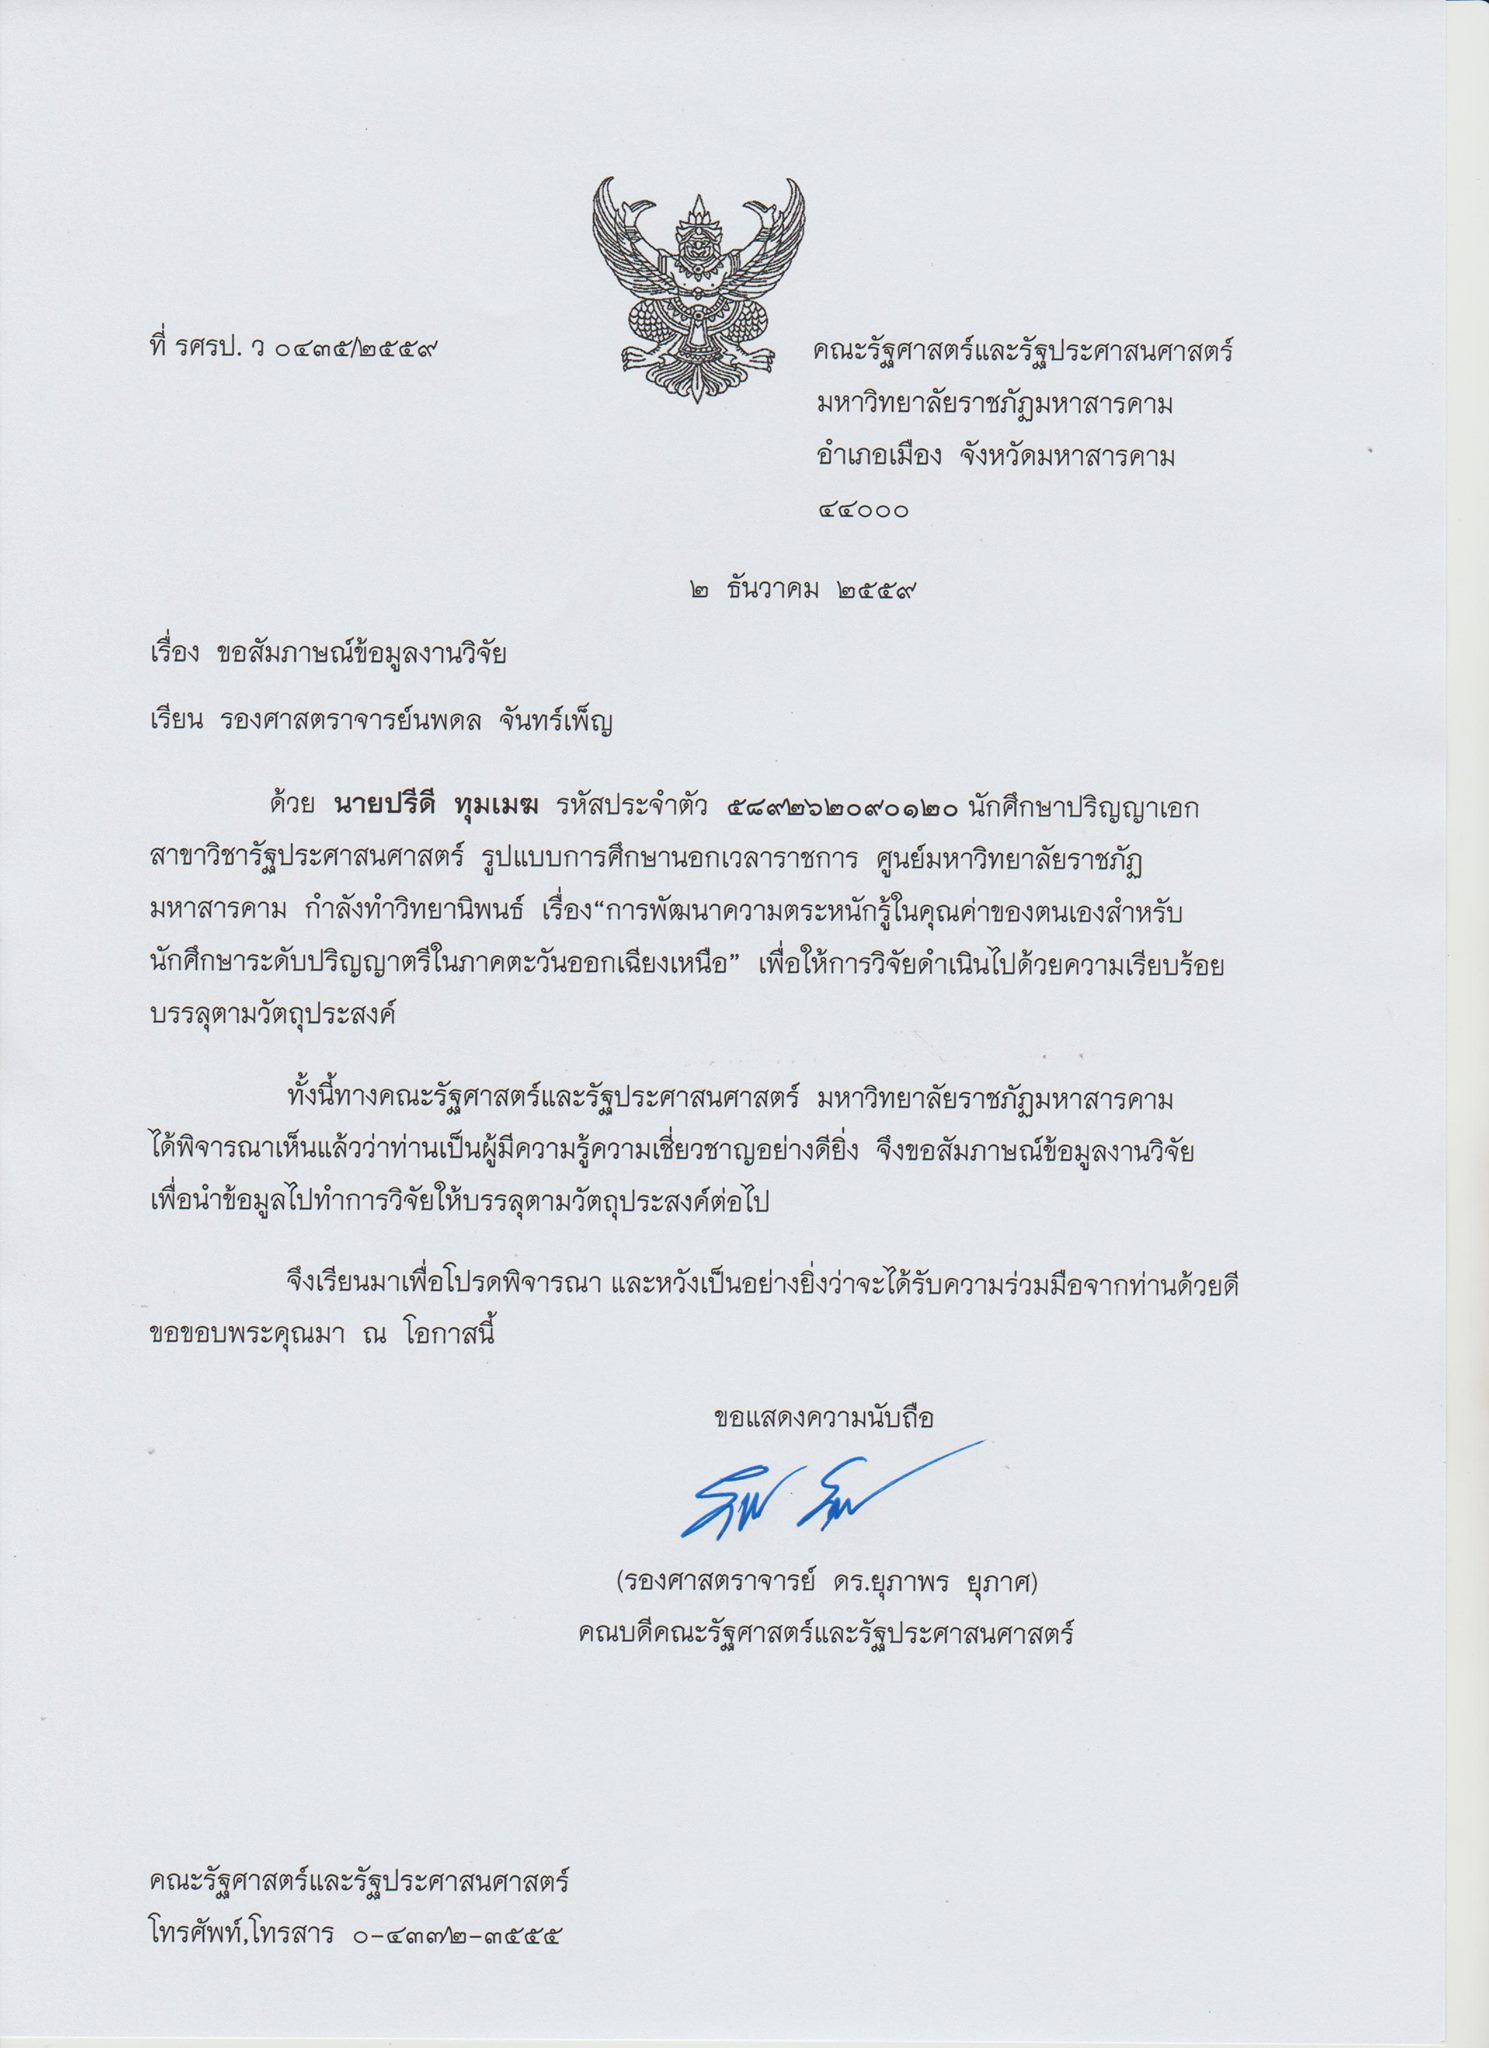 ที่ รศรป. ว ๐๔๓๕/๒๕๕๙
คณะรัฐศาสตร์และรัฐประศาสนศาสตร์
มหาวิทยาลัยราชภัฏมหาสารคาม
อำเภอเมือง จังหวัดมหาสารคาม
๔๔๐๐๐
๒ ธันวาคม ๒๕๕๙
เรื่อง ขอสัมภาษณ์ข้อมูลงานวิจัย
เรียน รองศาสตราจารย์นพดล จันทร์เพ็ญ
ด้วย นายปรีดี ทุมเมฆ รหัสประจำตัว ๕๘๙๒๖๒๐๙๐๑๒๐ นักศึกษาปริญญาเอก
สาขาวิชารัฐประศาสนศาสตร์ รูปแบบการศึกษานอกเวลาราชการ ศูนย์มหาวิทยาลัยราชภัฏ
มหาสารคาม กำลังทำวิทยานิพนธ์ เรื่อง“การพัฒนาความตระหนักรู้ในคุณค่าของตนเองสำหรับ
นักศึกษาระดับปริญญาตรีในภาคตะวันออกเฉียงเหนือ” เพื่อให้การวิจัยดำเนินไปด้วยความเรียบร้อย
บรรลุตามวัตถุประสงค์
ทั้งนี้ทางคณะรัฐศาสตร์และรัฐประศาสนศาสตร์ มหาวิทยาลัยราชภัฏมหาสารคาม
ได้พิจารณาเห็นแล้วว่าท่านเป็นผู้มีความรู้ความเชี่ยวชาญอย่างดียิ่ง จึงขอสัมภาษณ์ข้อมูลงานวิจัย
เพื่อนำข้อมูลไปทำการวิจัยให้บรรลุตามวัตถุประสงค์ต่อไป
จึงเรียนมาเพื่อโปรดพิจารณา และหวังเป็นอย่างยิ่งว่าจะได้รับความร่วมมือจากท่านด้วยดี
ขอขอบพระคุณมา ณ โอกาสนี้
ขอแสดงความนับถือ
(รองศาสตราจารย์ ดร.ยุภาพร ยุภาศ)
คณบดีคณะรัฐศาสตร์และรัฐประศาสนศาสตร์
คณะรัฐศาสตร์และรัฐประศาสนศาสตร์
โทรศัพท์,โทรสาร ๐-๔๓๗๒-๓๕๕๕